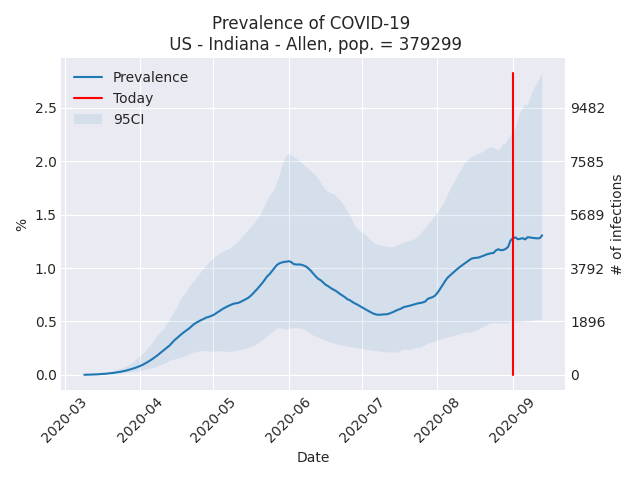 Prevalence of COVID-19
US - Indiana - Allen, pop. = 379299
Prevalence
Today
95CI
%
2.5
2.0
1.5
1.0
0.5
0.0
9482
7585
5689
3792
1896
0
# of infections
2020-03
2020-04
2020-05
2020-06
2020-07
2020-08
2020-09
Date